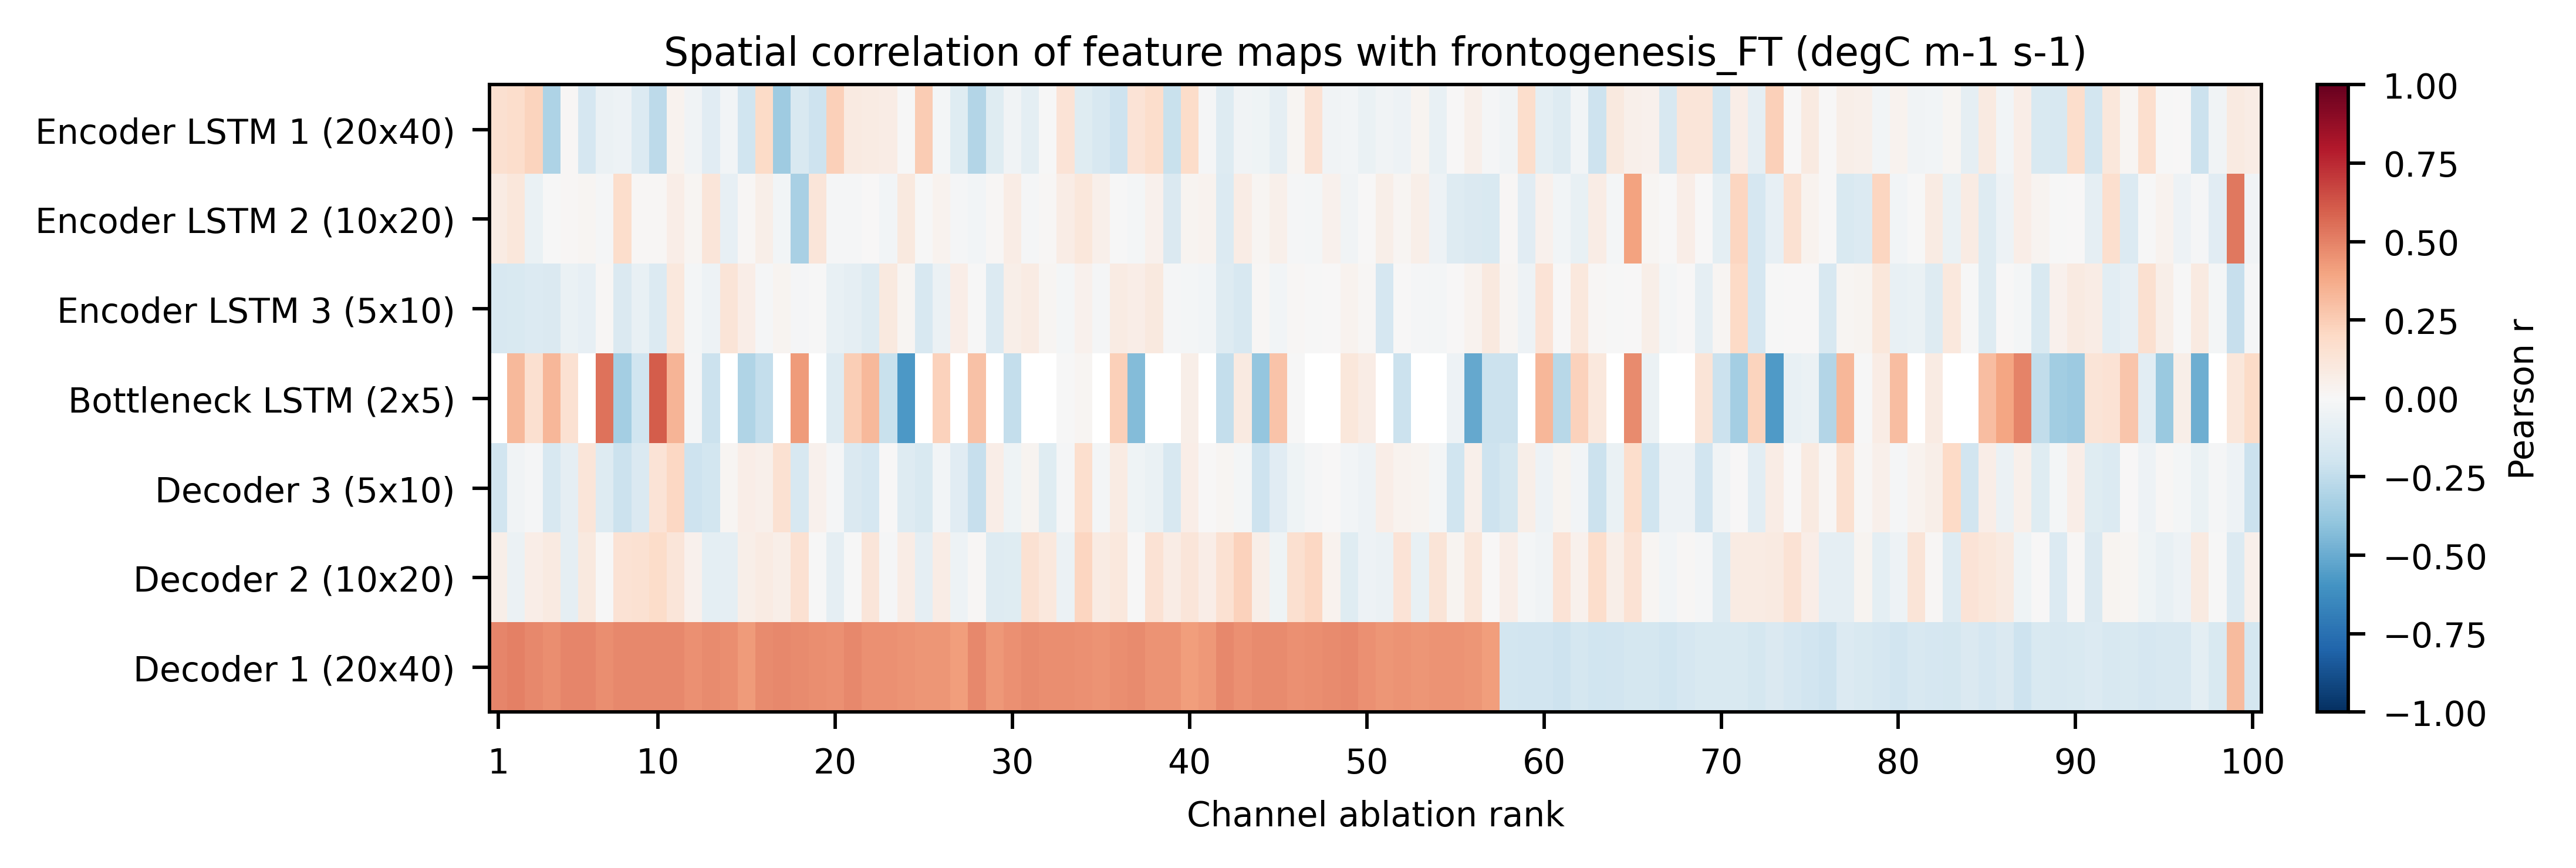 Spatial correlation of feature maps with frontogenesis_FT (degC m-1 s-1)
Encoder LSTM 1 (20x40)
Encoder LSTM 2 (10x20)
Encoder LSTM 3 (5x10)
Bottleneck LSTM (2x5)
Decoder 3 (5x10)
Decoder 2 (10x20)
Decoder 1 (20x40)
1 10 20 30 40 50 60 70 80 90 100
Channel ablation rank
1.00
0.75
0.50
0.25
0.00
−0.25
−0.50
−0.75
−1.00
Pearson r